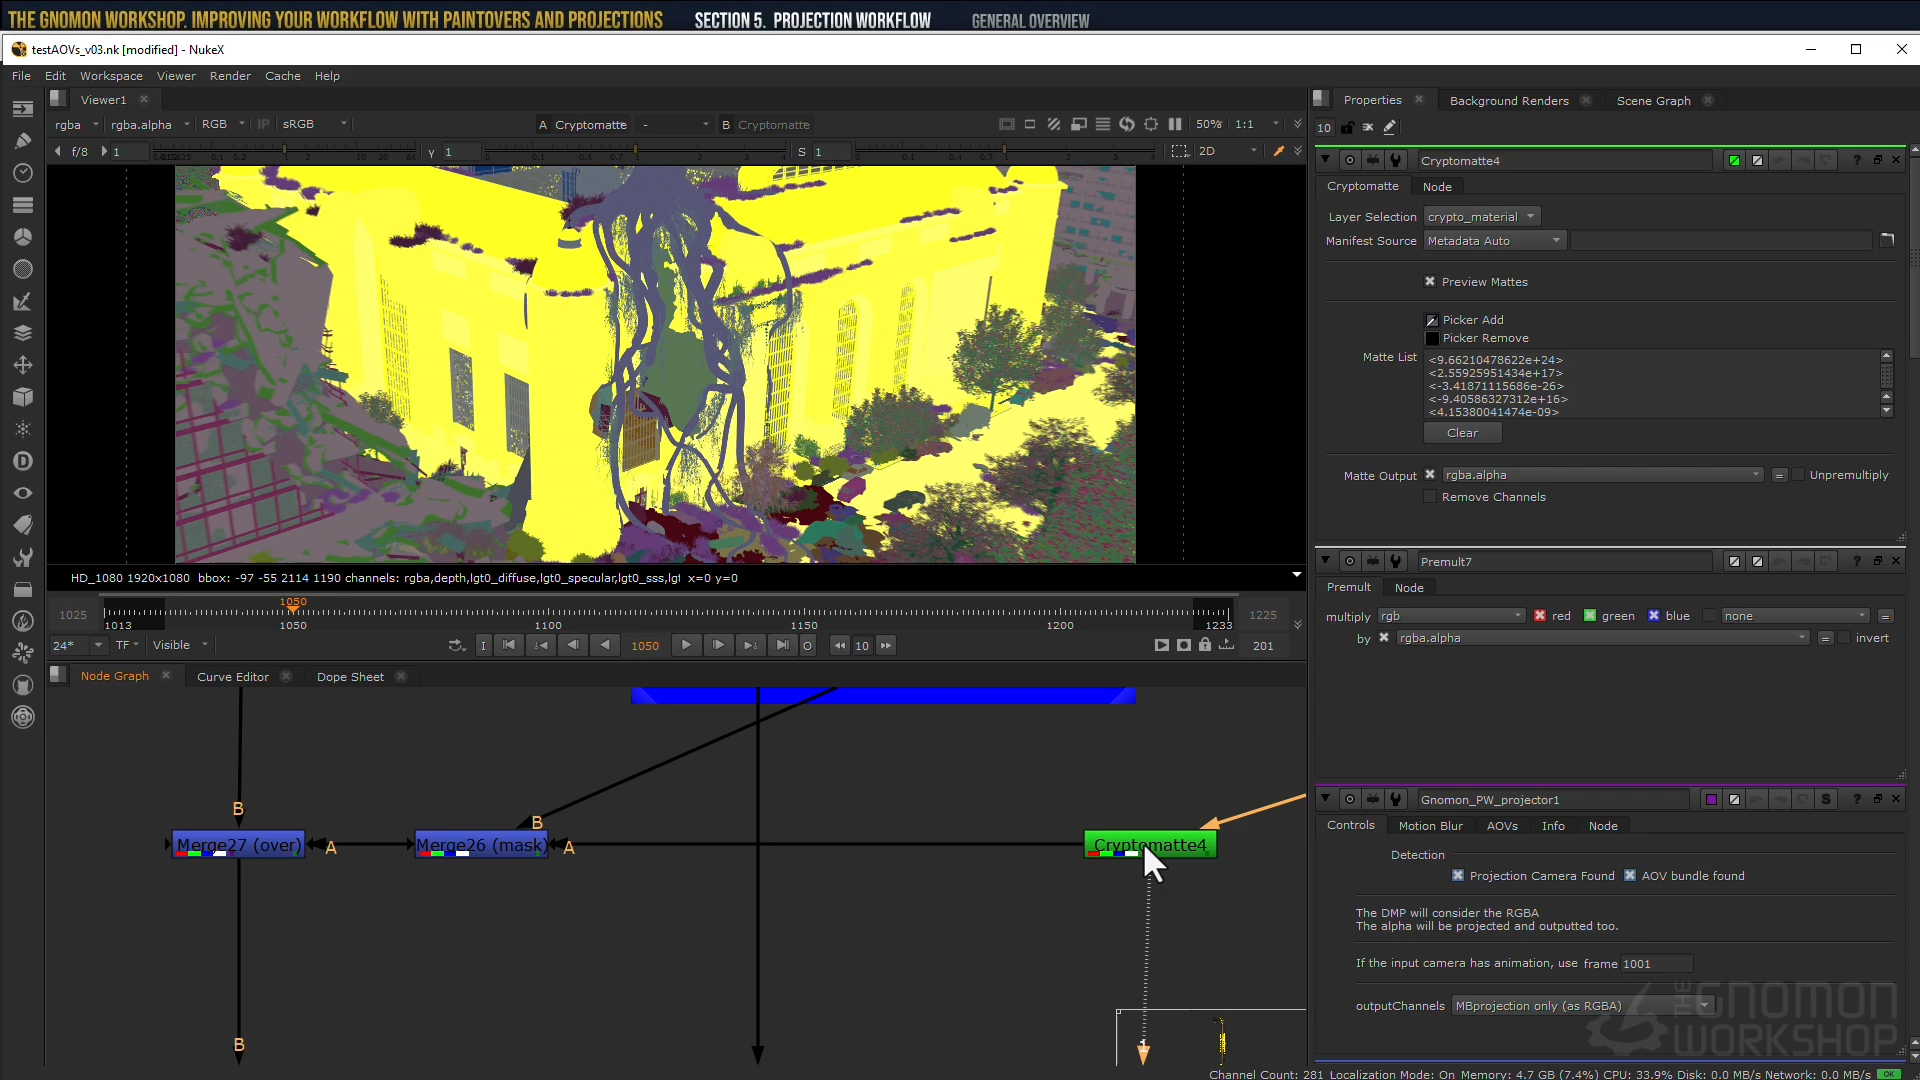 THE GNOMON WORKSHOP. IMPROVING YOUR WORKFLOW WITH PAINTOVERS AND PROJECTIONS SECTION 5. PROJECTION WORKFLOW GENERAL OVERVIEW
testAOVs_v03.nk [modified] - NukeX
File Edit Workspace Viewer Render Cache Help
Viewer1
rgba rgba.alpha RGB IP sRGB A Cryptomatte - B Cryptomatte 50% 1:1
f/8 1 Y 1 S 1 2D
HD_1080 1920x1080 bbox: -97 -55 2114 1190 channels: rgba,depth,lgt0_diffuse,lgt0_specular,lgt0_sss,lgt x=0 y=0
1050
1025 1013 1050 1100 1150 1200 1233 1225
24* TF Visible I 1050 O 10 201
Node Graph Curve Editor Dope Sheet
B B
Merge27 (over) A Merge26 (mask) A Cryptomatte4
B 1
Properties Background Renders Scene Graph
10
Cryptomatte4
Cryptomatte Node
Layer Selection crypto_material
Manifest Source Metadata Auto
Preview Mattes
Picker Add
Picker Remove
Matte List <9.66210478622e+24>
<2.55925951434e+17>
<-3.41871115686e-26>
<-9.40586327312e+16>
<4.15380041474e-09>
Clear
Matte Output rgba.alpha = Unpremultiply
Remove Channels
Premult7
Premult Node
multiply rgb red green blue none =
by rgba.alpha = invert
Gnomon_PW_projector1 S
Controls Motion Blur AOVs Info Node
Detection
Projection Camera Found AOV bundle found
The DMP will consider the RGBA
The alpha will be projected and outputted too.
If the input camera has animation, use frame 1001
outputChannels MBprojection only (as RGBA)
THE GNOMON WORKSHOP
Channel Count: 281 Localization Mode: On Memory: 4.7 GB (7.4%) CPU: 33.9% Disk: 0.0 MB/s Network: 0.0 MB/s OK